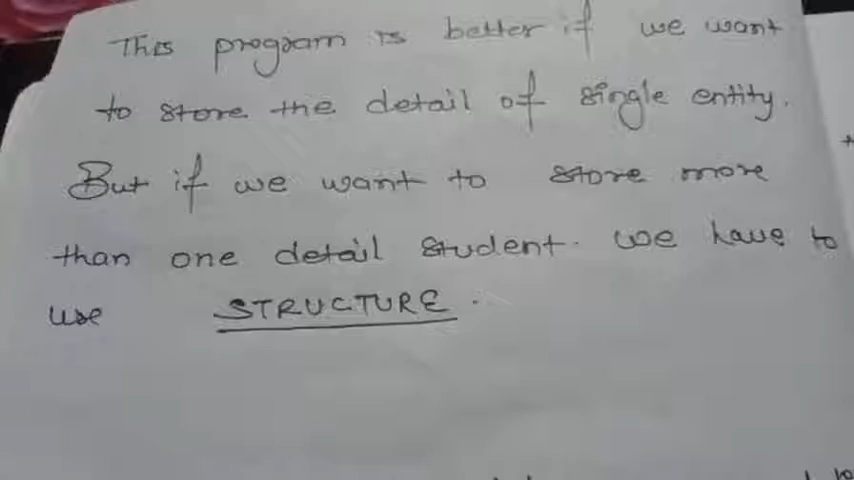 This program is better if we want
to store the detail of single entity.
But if we want to store more
than one detail student. we have to
use STRUCTURE.